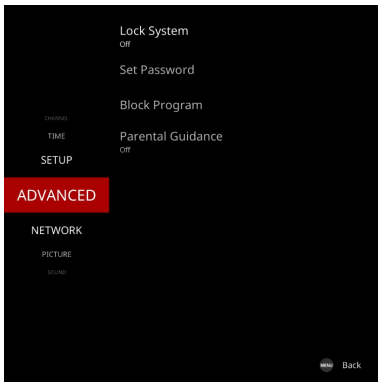 Lock System
Off
Set Password
Block Program
Parental Guidance
Off
CHANNEL
TIME
SETUP
ADVANCED
NETWORK
PICTURE
SOUND
MENU Back